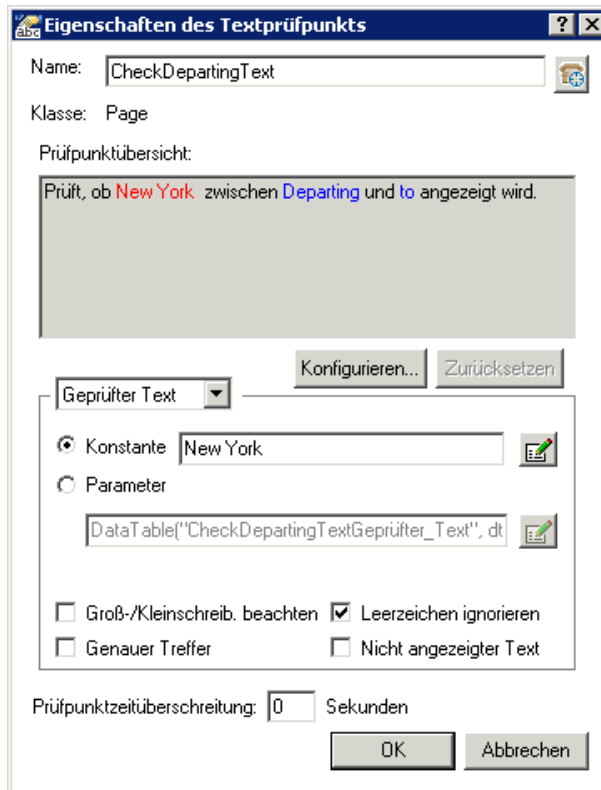 Eigenschaften des Textprüfpunkts
Name: CheckDepartingText
Klasse: Page
Prüfpunktübersicht:
Prüft, ob New York zwischen Departing und to angezeigt wird.
Konfigurieren... Zurücksetzen
Geprüfter Text
Konstante New York
Parameter
DataTable("CheckDepartingTextGeprüfter_Text", dt
Groß-/Kleinschreib. beachten Leerzeichen ignorieren
Genauer Treffer Nicht angezeigter Text
Prüfpunktzeitüberschreitung: 0 Sekunden
OK Abbrechen